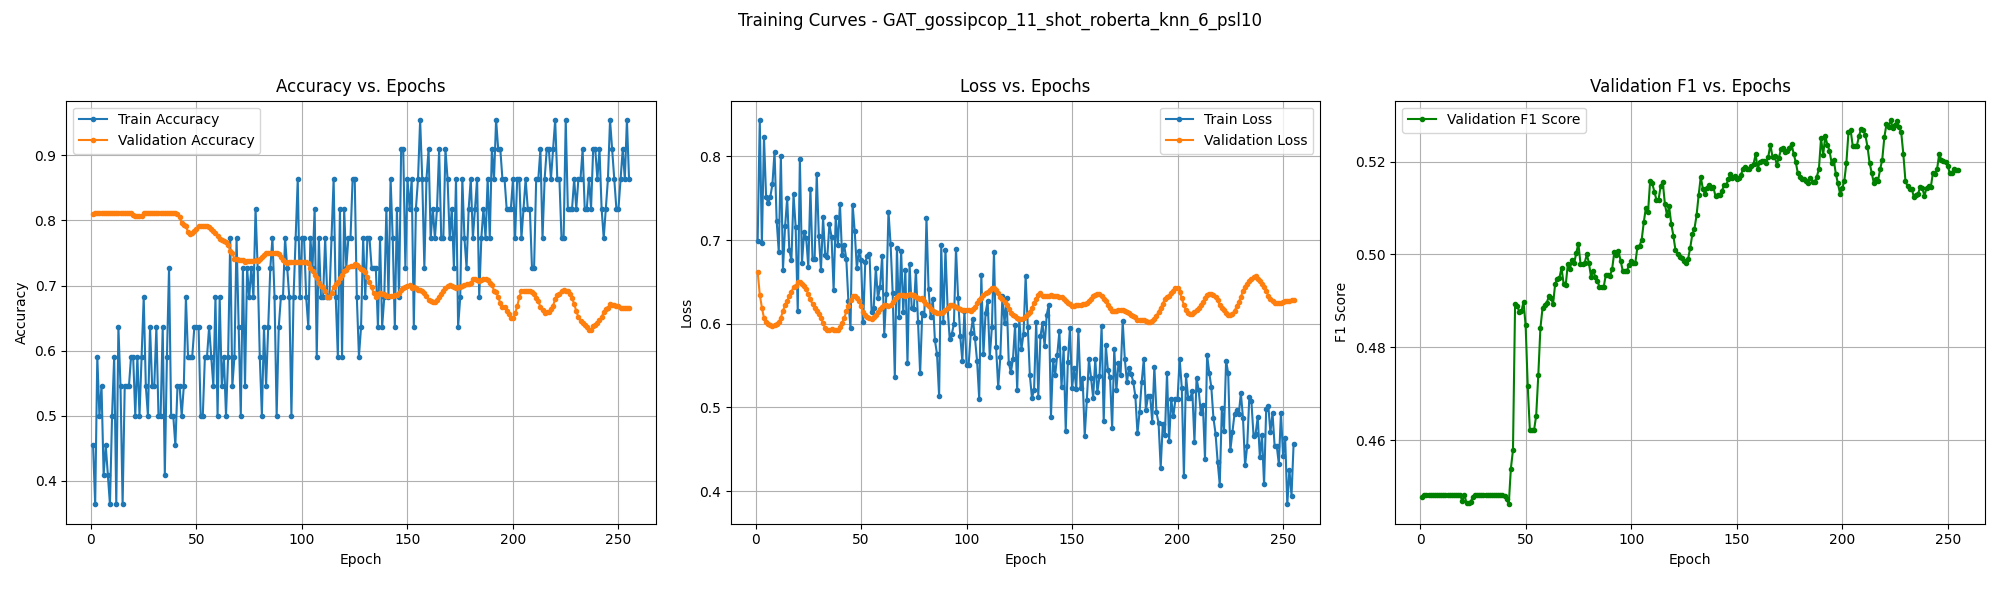 Training Curves - GAT_gossipcop_11_shot_roberta_knn_6_psl10
Accuracy vs. Epochs
Train Accuracy
Validation Accuracy
Accuracy
0.9
0.8
0.7
0.6
0.5
0.4
0 50 100 150 200 250
Epoch
Loss vs. Epochs
Train Loss
Validation Loss
Loss
0.8
0.7
0.6
0.5
0.4
0 50 100 150 200 250
Epoch
Validation F1 vs. Epochs
Validation F1 Score
F1 Score
0.52
0.50
0.48
0.46
0 50 100 150 200 250
Epoch